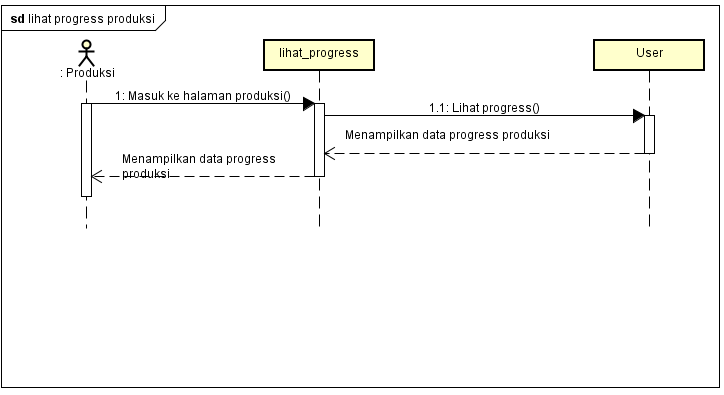 sd lihat progress produksi
: Produksi
lihat_progress
User
1: Masuk ke halaman produksi()
1.1: Lihat progress()
Menampilkan data progress produksi
Menampilkan data progress
produksi